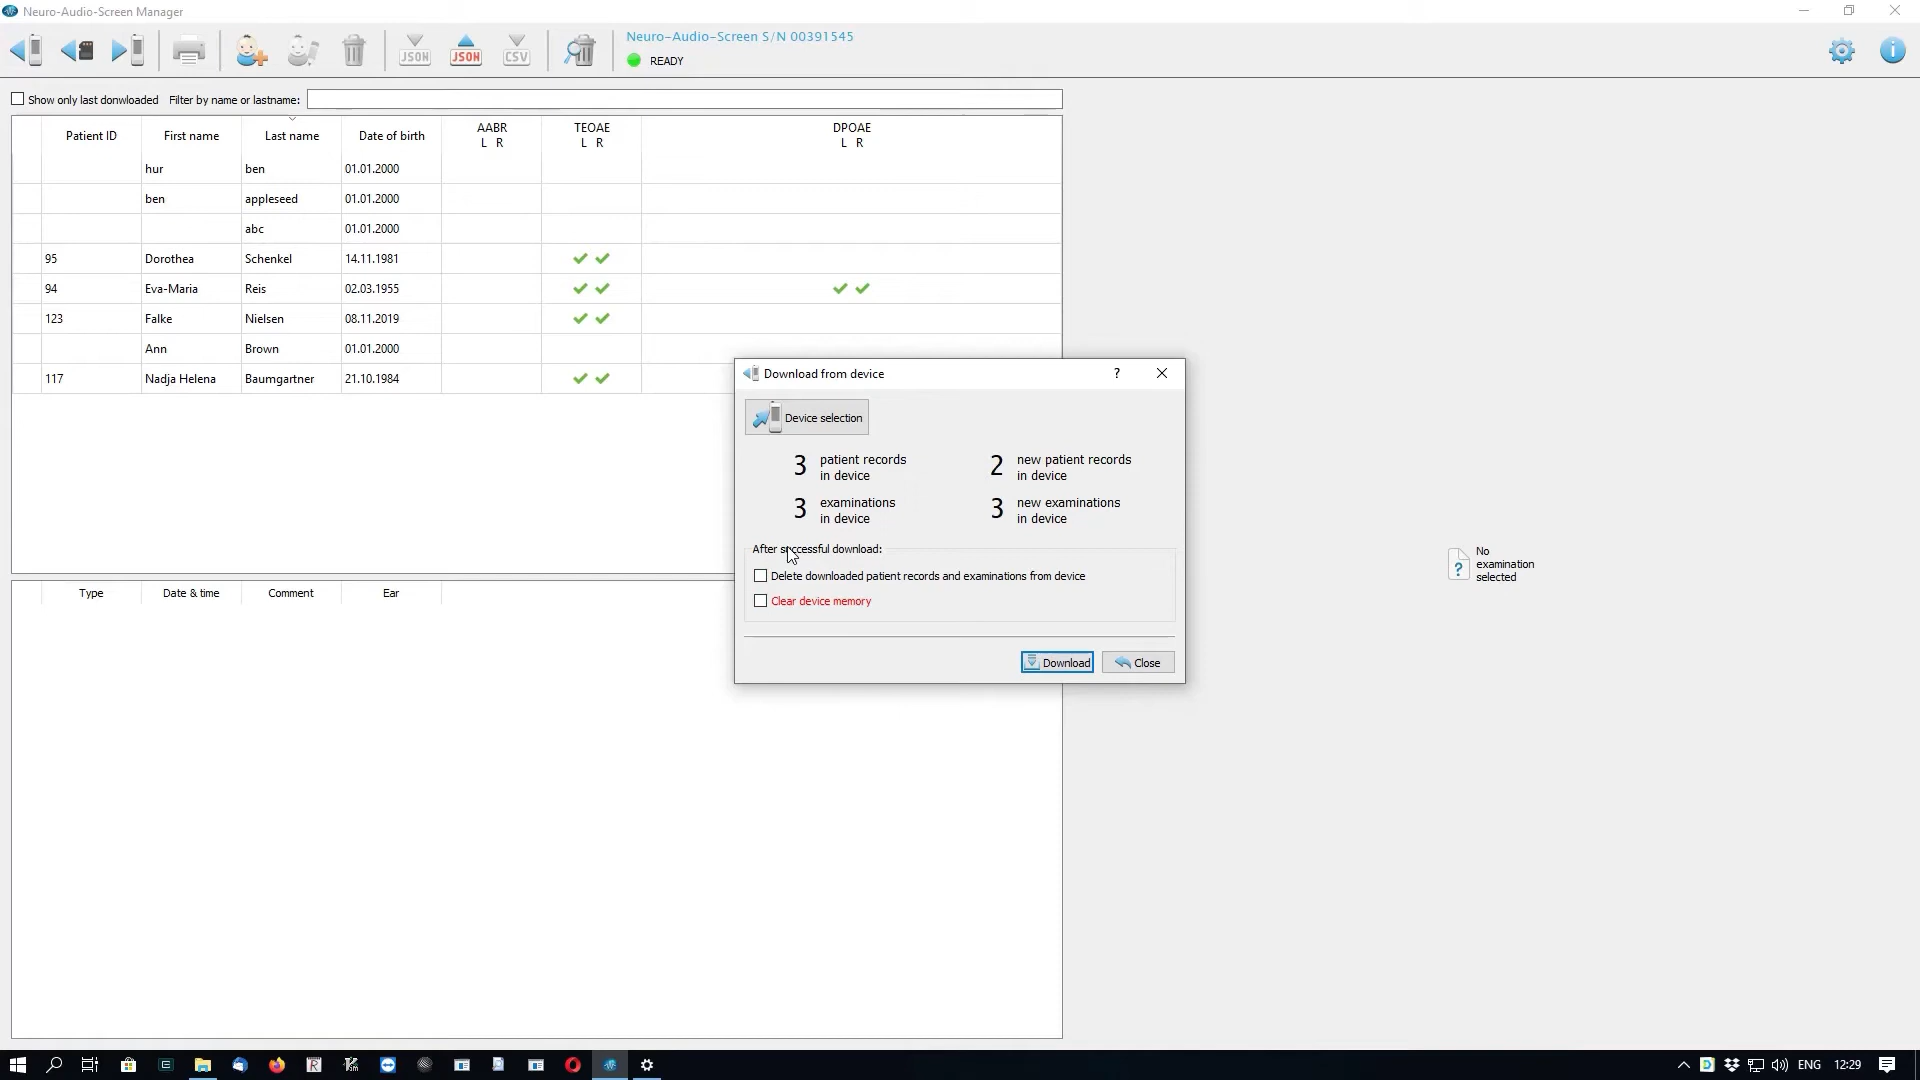 Neuro-Audio-Screen Manager
JSON
JSON
CSV
Neuro-Audio-Screen S/N 00391545
READY
Show only last donwloaded Filter by name or lastname:
Patient ID First name Last name Date of birth AABR L R TEOAE L R DPOAE L R
hur ben 01.01.2000
ben appleseed 01.01.2000
abc 01.01.2000
95 Dorothea Schenkel 14.11.1981
94 Eva-Maria Reis 02.03.1955
123 Falke Nielsen 08.11.2019
Ann Brown 01.01.2000
117 Nadja Helena Baumgartner 21.10.1984
Download from device
?
Device selection
3 patient records in device
2 new patient records in device
3 examinations in device
3 new examinations in device
After successful download:
Delete downloaded patient records and examinations from device
Clear device memory
Download Close
Type Date & time Comment Ear
?
No
examination
selected
ENG 12:29